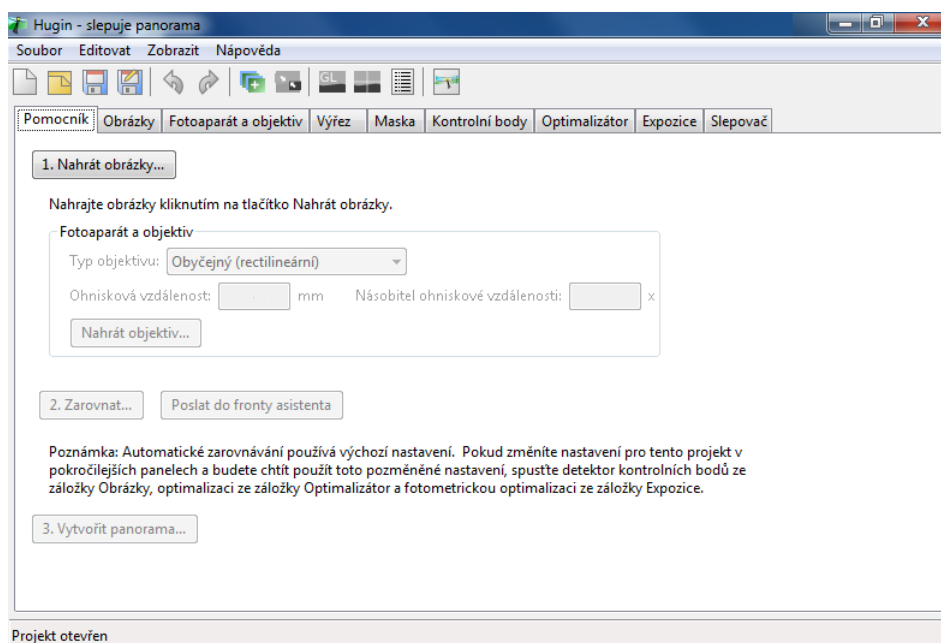 Hugin - slepuje panorama
Soubor Editovat Zobrazit Nápověda
GL
Pomocník Obrázky Fotoaparát a objektiv Výřez Maska Kontrolní body Optimalizátor Expozice Slepovač
1. Nahrát obrázky...
Nahrajte obrázky kliknutím na tlačítko Nahrát obrázky.
Fotoaparát a objektiv
Typ objektivu: Obyčejný (rectilineární)
Ohnisková vzdálenost: mm Násobitel ohniskové vzdálenosti: x
Nahrát objektiv...
2. Zarovnat... Poslat do fronty asistenta
Poznámka: Automatické zarovnávání používá výchozí nastavení. Pokud změníte nastavení pro tento projekt v
pokročilejších panelech a budete chtít použít toto pozměněné nastavení, spusťte detektor kontrolních bodů ze
záložky Obrázky, optimalizaci ze záložky Optimalizátor a fotometrickou optimalizaci ze záložky Expozice.
3. Vytvořit panorama...
Projekt otevřen